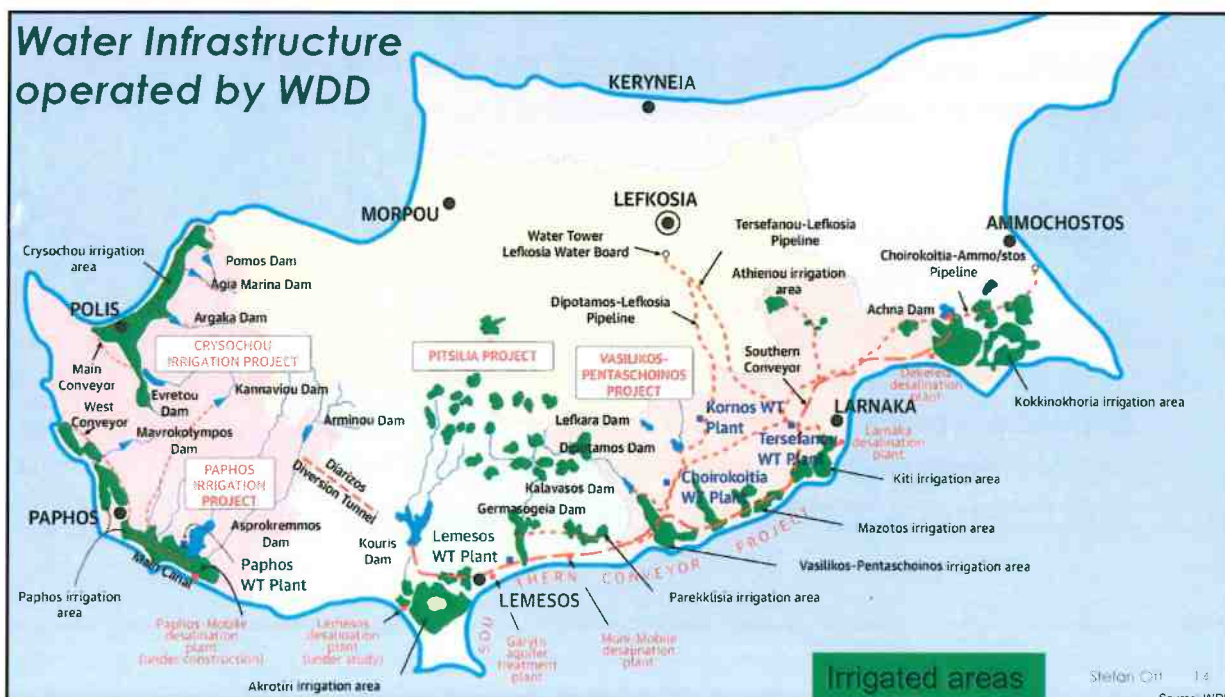 Water Infrastructure
operated by WDD
KERYNEIA
LEFKOSIA
MORPOU
AMMOCHOSTOS
Tersefanou-Lefkosia
Pipeline
Water Tower
Lefkosia Water Board
Choirokoitia-Ammo/stos
Pipeline
Crysochou irrigation
area
Pomos Dam
Agia Marina Dam
Athienou irrigation
area
Dipotamos-Lefkosia
Pipeline
Achna Dam
POLIS
Argaka Dam
CRYSOCHOU
IRRIGATION PROJECT
PITSILIA PROJECT
VASILIKOS-
PENTASCHOINOS
PROJECT
Southern
Conveyor
Main
Conveyor
West
Conveyor
Evretou
Dam
Kannaviou Dam
Arminou Dam
Mavrokolympos
Dam
Lefkara Dam
Dipotamos Dam
Kornos WT
Plant
Tersefanou
WT Plant
LARNAKA
desalination
plant
Larnaka
desalination
plant
Kokkinokhoria irrigation area
PAPHOS
IRRIGATION
PROJECT
Diarizos
Diversion Tunnel
Kalavasos Dam
Choirokoitia
WT Plant
Kiti irrigation area
PAPHOS
Asprokremmos
Dam
Germasogeia Dam
Mazotos irrigation area
Kouris
Dam
Lemesos
WT Plant
Main Canal
Paphos
WT Plant
Vasilikos-Pentaschoinos irrigation area
Paphos irrigation
area
LEMESOS
SOU
THERN CONVEYOR PROJECT
Parekklisia irrigation area
Paphos-Mobile
desalination
plant
(under construction)
Lemesos
desalination
plant
(under study)
aquifer
treatment
plant
Moni-Mobile
desalination
plant
Akrotiri irrigation area
Irrigated areas
Stefan Ott 14